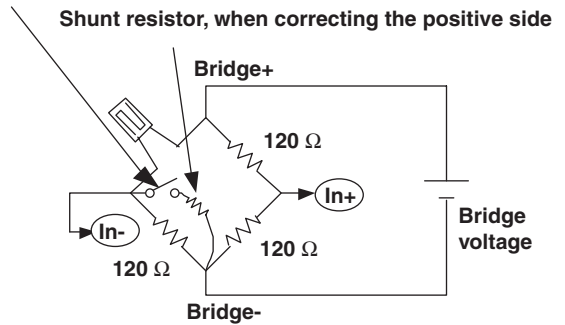 Shunt resistor, when correcting the positive side
Bridge+
120 Ω
In+
Bridge
voltage
In-
120 Ω
120 Ω
Bridge-